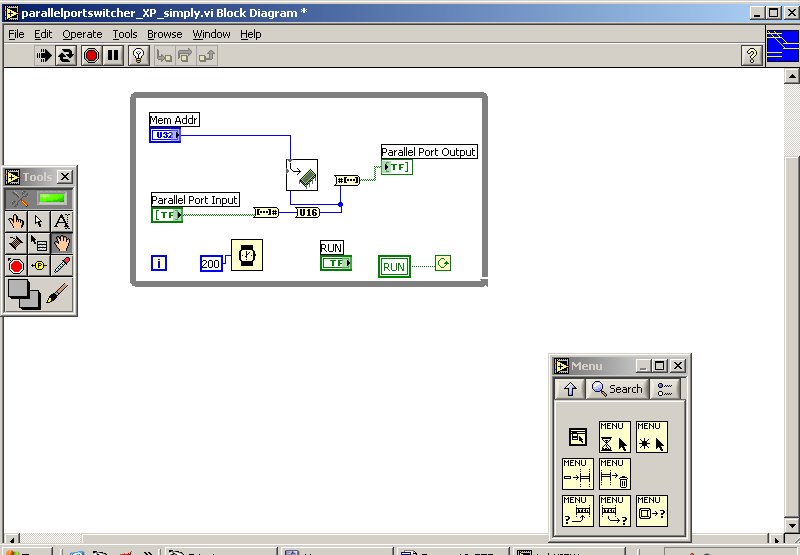 parallelportswitcher_XP_simply.vi Block Diagram *
File Edit Operate Tools Browse Window Help
?
Mem Addr
U32
Parallel Port Output
TF
Tools
#[...]
Parallel Port Input
[TF
[...]#
U16
A
RUN
i
200
TF
RUN
Menu
Search
MENU MENU
MENU MENU
MENU MENU MENU
? ? ?